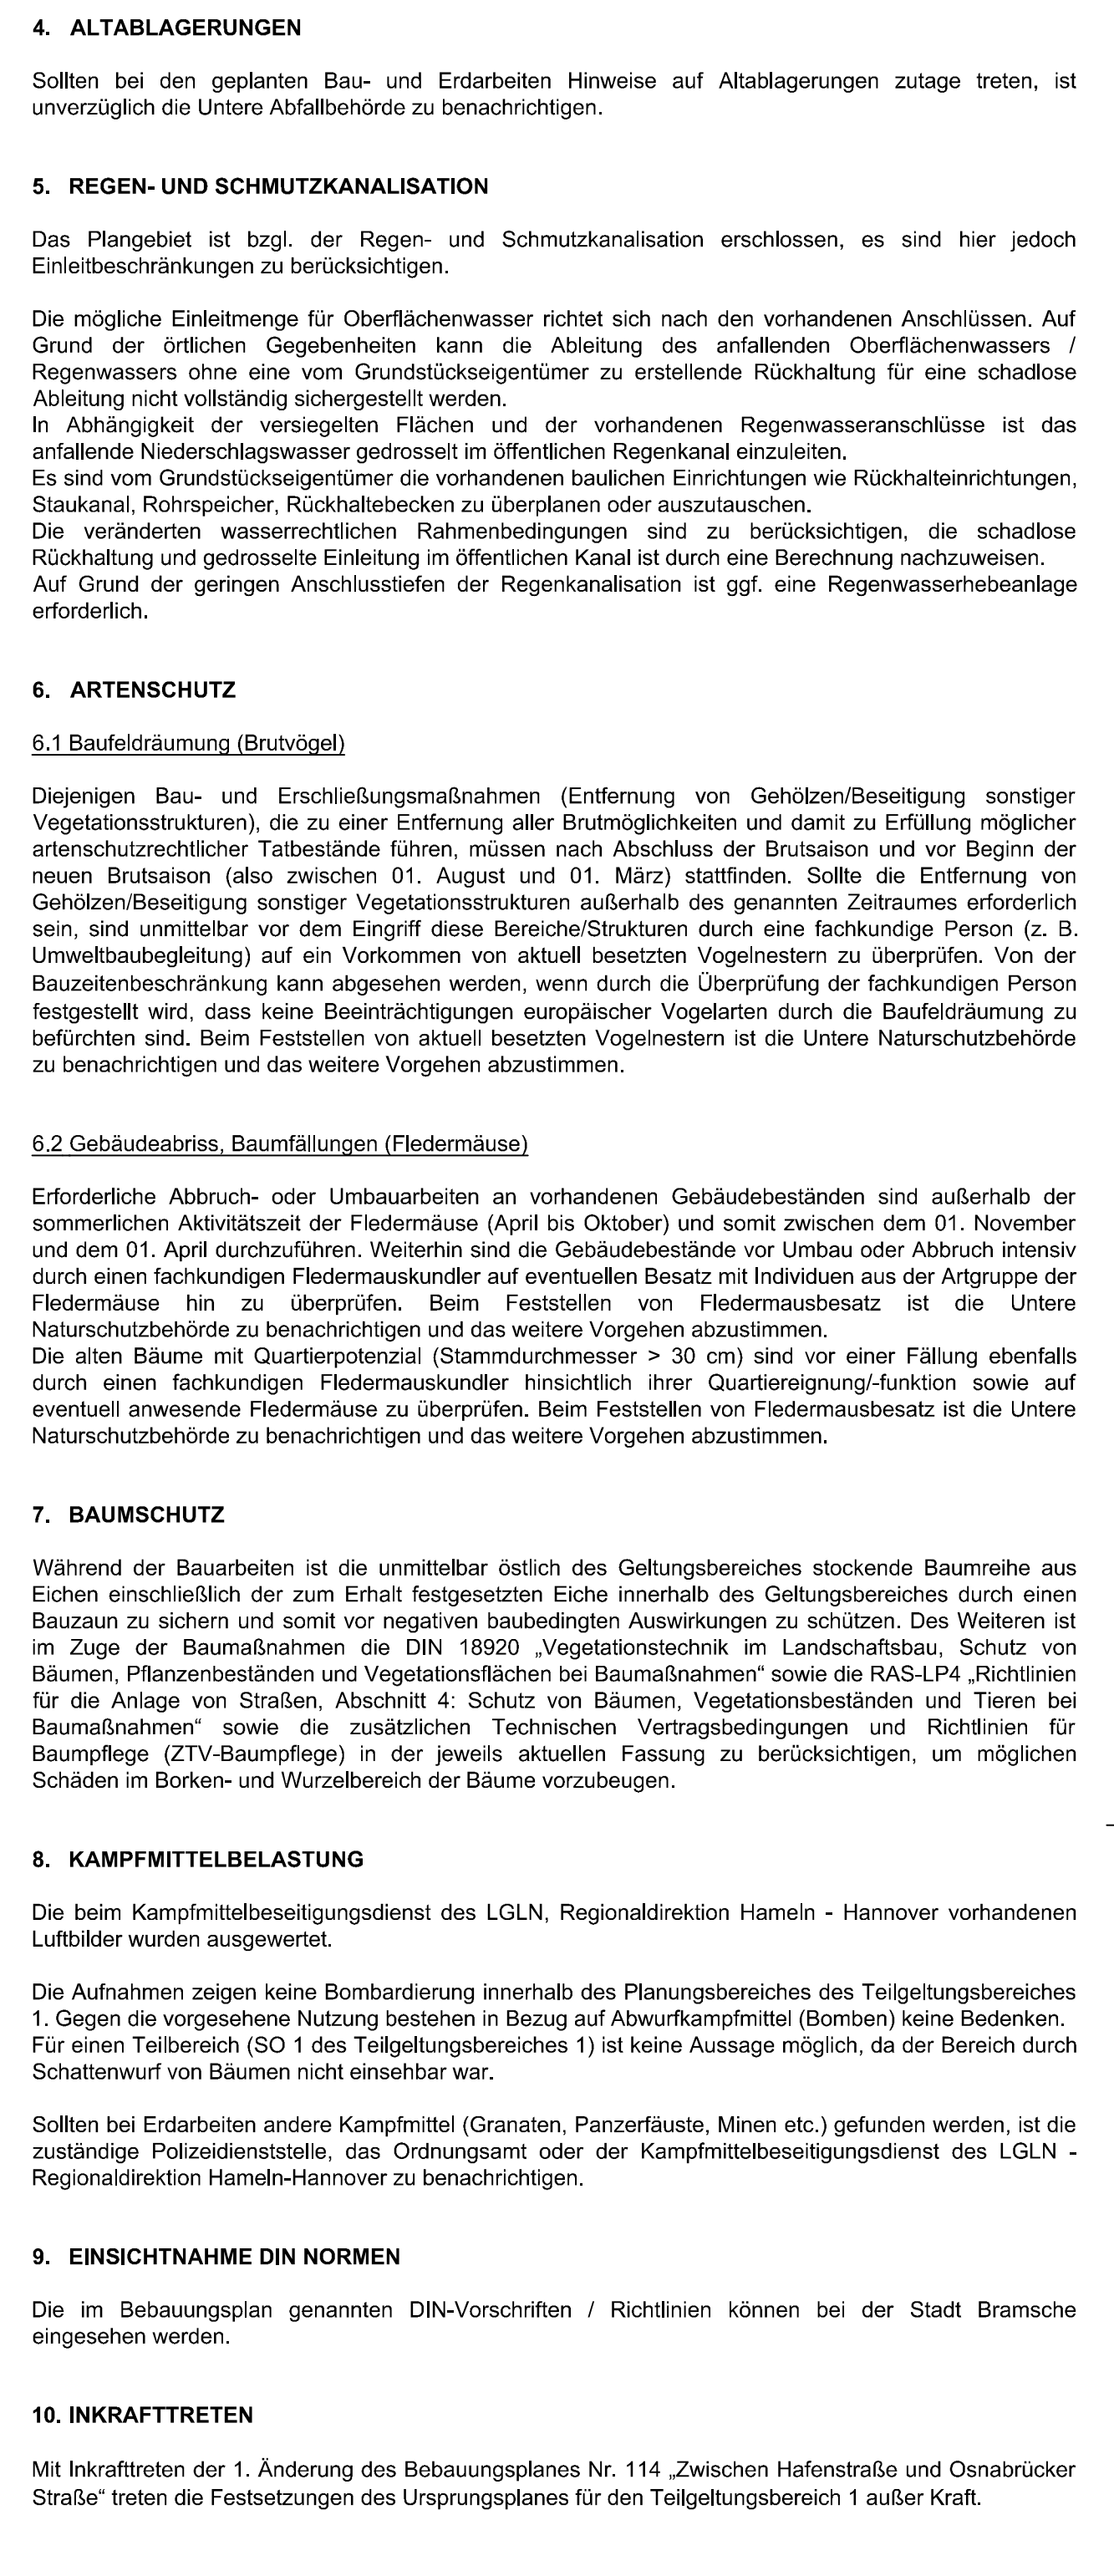 4. ALTABLAGERUNGEN
Sollten bei den geplanten Bau- und Erdarbeiten Hinweise auf Altablagerungen zutage treten, ist
unverzüglich die Untere Abfallbehörde zu benachrichtigen.
5. REGEN- UND SCHMUTZKANALISATION
Das Plangebiet ist bzgl. der Regen- und Schmutzkanalisation erschlossen, es sind hier jedoch
Einleitbeschränkungen zu berücksichtigen.
Die mögliche Einleitmenge für Oberflächenwasser richtet sich nach den vorhandenen Anschlüssen. Auf
Grund der örtlichen Gegebenheiten kann die Ableitung des anfallenden Oberflächenwassers /
Regenwassers ohne eine vom Grundstückseigentümer zu erstellende Rückhaltung für eine schadlose
Ableitung nicht vollständig sichergestellt werden.
In Abhängigkeit der versiegelten Flächen und der vorhandenen Regenwasseranschlüsse ist das
anfallende Niederschlagswasser gedrosselt im öffentlichen Regenkanal einzuleiten.
Es sind vom Grundstückseigentümer die vorhandenen baulichen Einrichtungen wie Rückhalteinrichtungen,
Staukanal, Rohrspeicher, Rückhaltebecken zu überplanen oder auszutauschen.
Die veränderten wasserrechtlichen Rahmenbedingungen sind zu berücksichtigen, die schadlose
Rückhaltung und gedrosselte Einleitung im öffentlichen Kanal ist durch eine Berechnung nachzuweisen.
Auf Grund der geringen Anschlusstiefen der Regenkanalisation ist ggf. eine Regenwasserhebeanlage
erforderlich.
6. ARTENSCHUTZ
6.1 Baufeldräumung (Brutvögel)
Diejenigen Bau- und Erschließungsmaßnahmen (Entfernung von Gehölzen/Beseitigung sonstiger
Vegetationsstrukturen), die zu einer Entfernung aller Brutmöglichkeiten und damit zu Erfüllung möglicher
artenschutzrechtlicher Tatbestände führen, müssen nach Abschluss der Brutsaison und vor Beginn der
neuen Brutsaison (also zwischen 01. August und 01. März) stattfinden. Sollte die Entfernung von
Gehölzen/Beseitigung sonstiger Vegetationsstrukturen außerhalb des genannten Zeitraumes erforderlich
sein, sind unmittelbar vor dem Eingriff diese Bereiche/Strukturen durch eine fachkundige Person (z. B.
Umweltbaubegleitung) auf ein Vorkommen von aktuell besetzten Vogelnestern zu überprüfen. Von der
Bauzeitenbeschränkung kann abgesehen werden, wenn durch die Überprüfung der fachkundigen Person
festgestellt wird, dass keine Beeinträchtigungen europäischer Vogelarten durch die Baufeldräumung zu
befürchten sind. Beim Feststellen von aktuell besetzten Vogelnestern ist die Untere Naturschutzbehörde
zu benachrichtigen und das weitere Vorgehen abzustimmen.
6.2 Gebäudeabriss, Baumfällungen (Fledermäuse)
Erforderliche Abbruch- oder Umbauarbeiten an vorhandenen Gebäudebeständen sind außerhalb der
sommerlichen Aktivitätszeit der Fledermäuse (April bis Oktober) und somit zwischen dem 01. November
und dem 01. April durchzuführen. Weiterhin sind die Gebäudebestände vor Umbau oder Abbruch intensiv
durch einen fachkundigen Fledermauskundler auf eventuellen Besatz mit Individuen aus der Artgruppe der
Fledermäuse hin zu überprüfen. Beim Feststellen von Fledermausbesatz ist die Untere
Naturschutzbehörde zu benachrichtigen und das weitere Vorgehen abzustimmen.
Die alten Bäume mit Quartierpotenzial (Stammdurchmesser > 30 cm) sind vor einer Fällung ebenfalls
durch einen fachkundigen Fledermauskundler hinsichtlich ihrer Quartiereignung/-funktion sowie auf
eventuell anwesende Fledermäuse zu überprüfen. Beim Feststellen von Fledermausbesatz ist die Untere
Naturschutzbehörde zu benachrichtigen und das weitere Vorgehen abzustimmen.
7. BAUMSCHUTZ
Während der Bauarbeiten ist die unmittelbar östlich des Geltungsbereiches stockende Baumreihe aus
Eichen einschließlich der zum Erhalt festgesetzten Eiche innerhalb des Geltungsbereiches durch einen
Bauzaun zu sichern und somit vor negativen baubedingten Auswirkungen zu schützen. Des Weiteren ist
im Zuge der Baumaßnahmen die DIN 18920 „Vegetationstechnik im Landschaftsbau, Schutz von
Bäumen, Pflanzenbeständen und Vegetationsflächen bei Baumaßnahmen“ sowie die RAS-LP4 „Richtlinien
für die Anlage von Straßen, Abschnitt 4: Schutz von Bäumen, Vegetationsbeständen und Tieren bei
Baumaßnahmen“ sowie die zusätzlichen Technischen Vertragsbedingungen und Richtlinien für
Baumpflege (ZTV-Baumpflege) in der jeweils aktuellen Fassung zu berücksichtigen, um möglichen
Schäden im Borken- und Wurzelbereich der Bäume vorzubeugen.
8. KAMPFMITTELBELASTUNG
Die beim Kampfmittelbeseitigungsdienst des LGLN, Regionaldirektion Hameln - Hannover vorhandenen
Luftbilder wurden ausgewertet.
Die Aufnahmen zeigen keine Bombardierung innerhalb des Planungsbereiches des Teilgeltungsbereiches
1. Gegen die vorgesehene Nutzung bestehen in Bezug auf Abwurfkampfmittel (Bomben) keine Bedenken.
Für einen Teilbereich (SO 1 des Teilgeltungsbereiches 1) ist keine Aussage möglich, da der Bereich durch
Schattenwurf von Bäumen nicht einsehbar war.
Sollten bei Erdarbeiten andere Kampfmittel (Granaten, Panzerfäuste, Minen etc.) gefunden werden, ist die
zuständige Polizeidienststelle, das Ordnungsamt oder der Kampfmittelbeseitigungsdienst des LGLN -
Regionaldirektion Hameln-Hannover zu benachrichtigen.
9. EINSICHTNAHME DIN NORMEN
Die im Bebauungsplan genannten DIN-Vorschriften / Richtlinien können bei der Stadt Bramsche
eingesehen werden.
10. INKRAFTTRETEN
Mit Inkrafttreten der 1. Änderung des Bebauungsplanes Nr. 114 „Zwischen Hafenstraße und Osnabrücker
Straße“ treten die Festsetzungen des Ursprungsplanes für den Teilgeltungsbereich 1 außer Kraft.